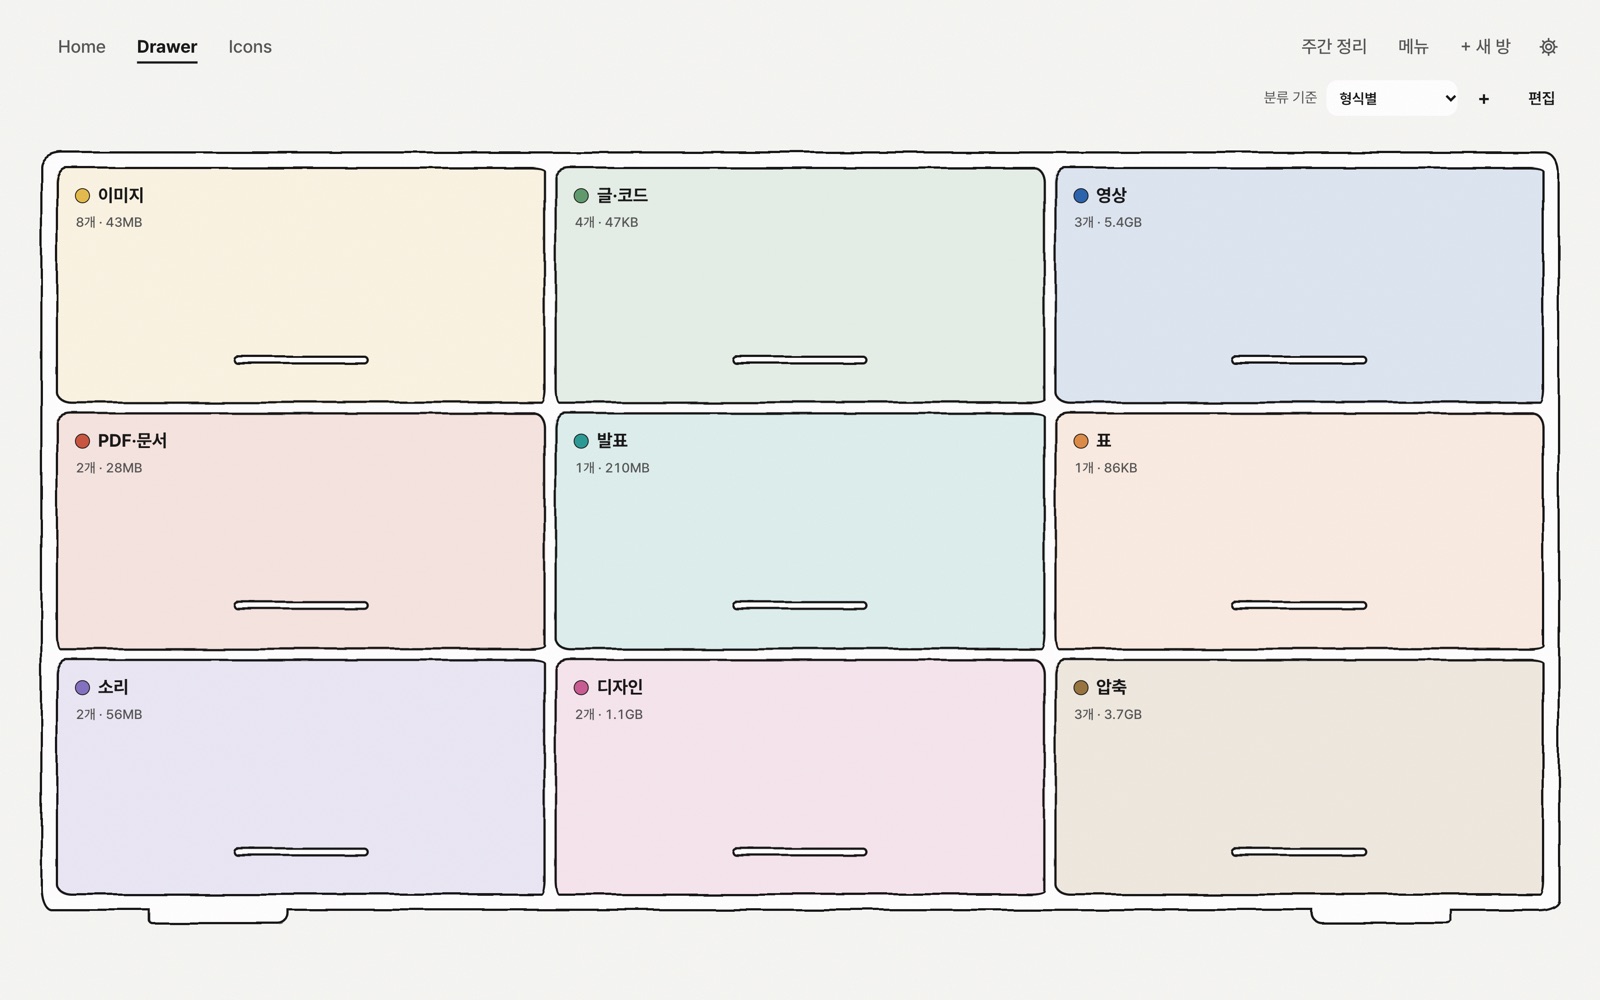 Home Drawer Icons 주간 정리 메뉴 + 새 방
분류 기준 형식별 + 편집
이미지
8개 · 43MB
글·코드
4개 · 47KB
영상
3개 · 5.4GB
PDF·문서
2개 · 28MB
발표
1개 · 210MB
표
1개 · 86KB
소리
2개 · 56MB
디자인
2개 · 1.1GB
압축
3개 · 3.7GB